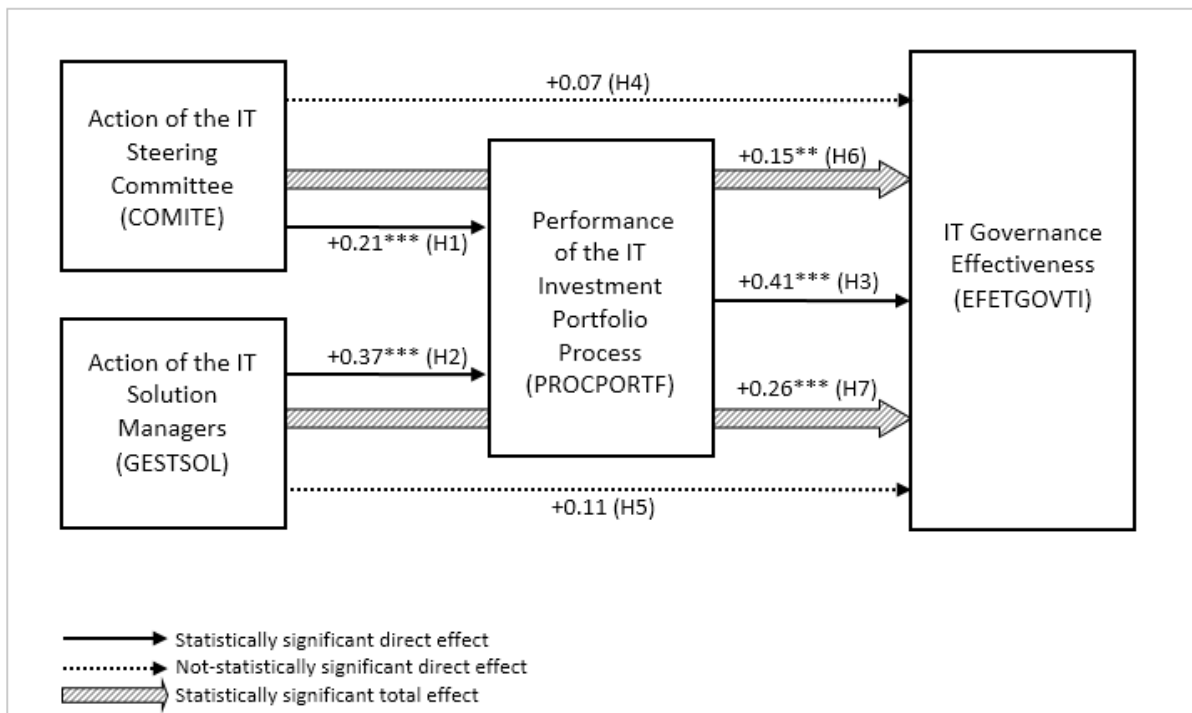 Action of the IT
Steering
Committee
(COMITE)
+0.07 (H4)
+0.15** (H6)
+0.21*** (H1)
Performance
of the IT
Investment
Portfolio
Process
(PROCPORTF)
+0.41*** (H3)
IT Governance
Effectiveness
(EFETGOVTI)
Action of the IT
Solution
Managers
(GESTSOL)
+0.37*** (H2)
+0.26*** (H7)
+0.11 (H5)
Statistically significant direct effect
Not-statistically significant direct effect
Statistically significant total effect